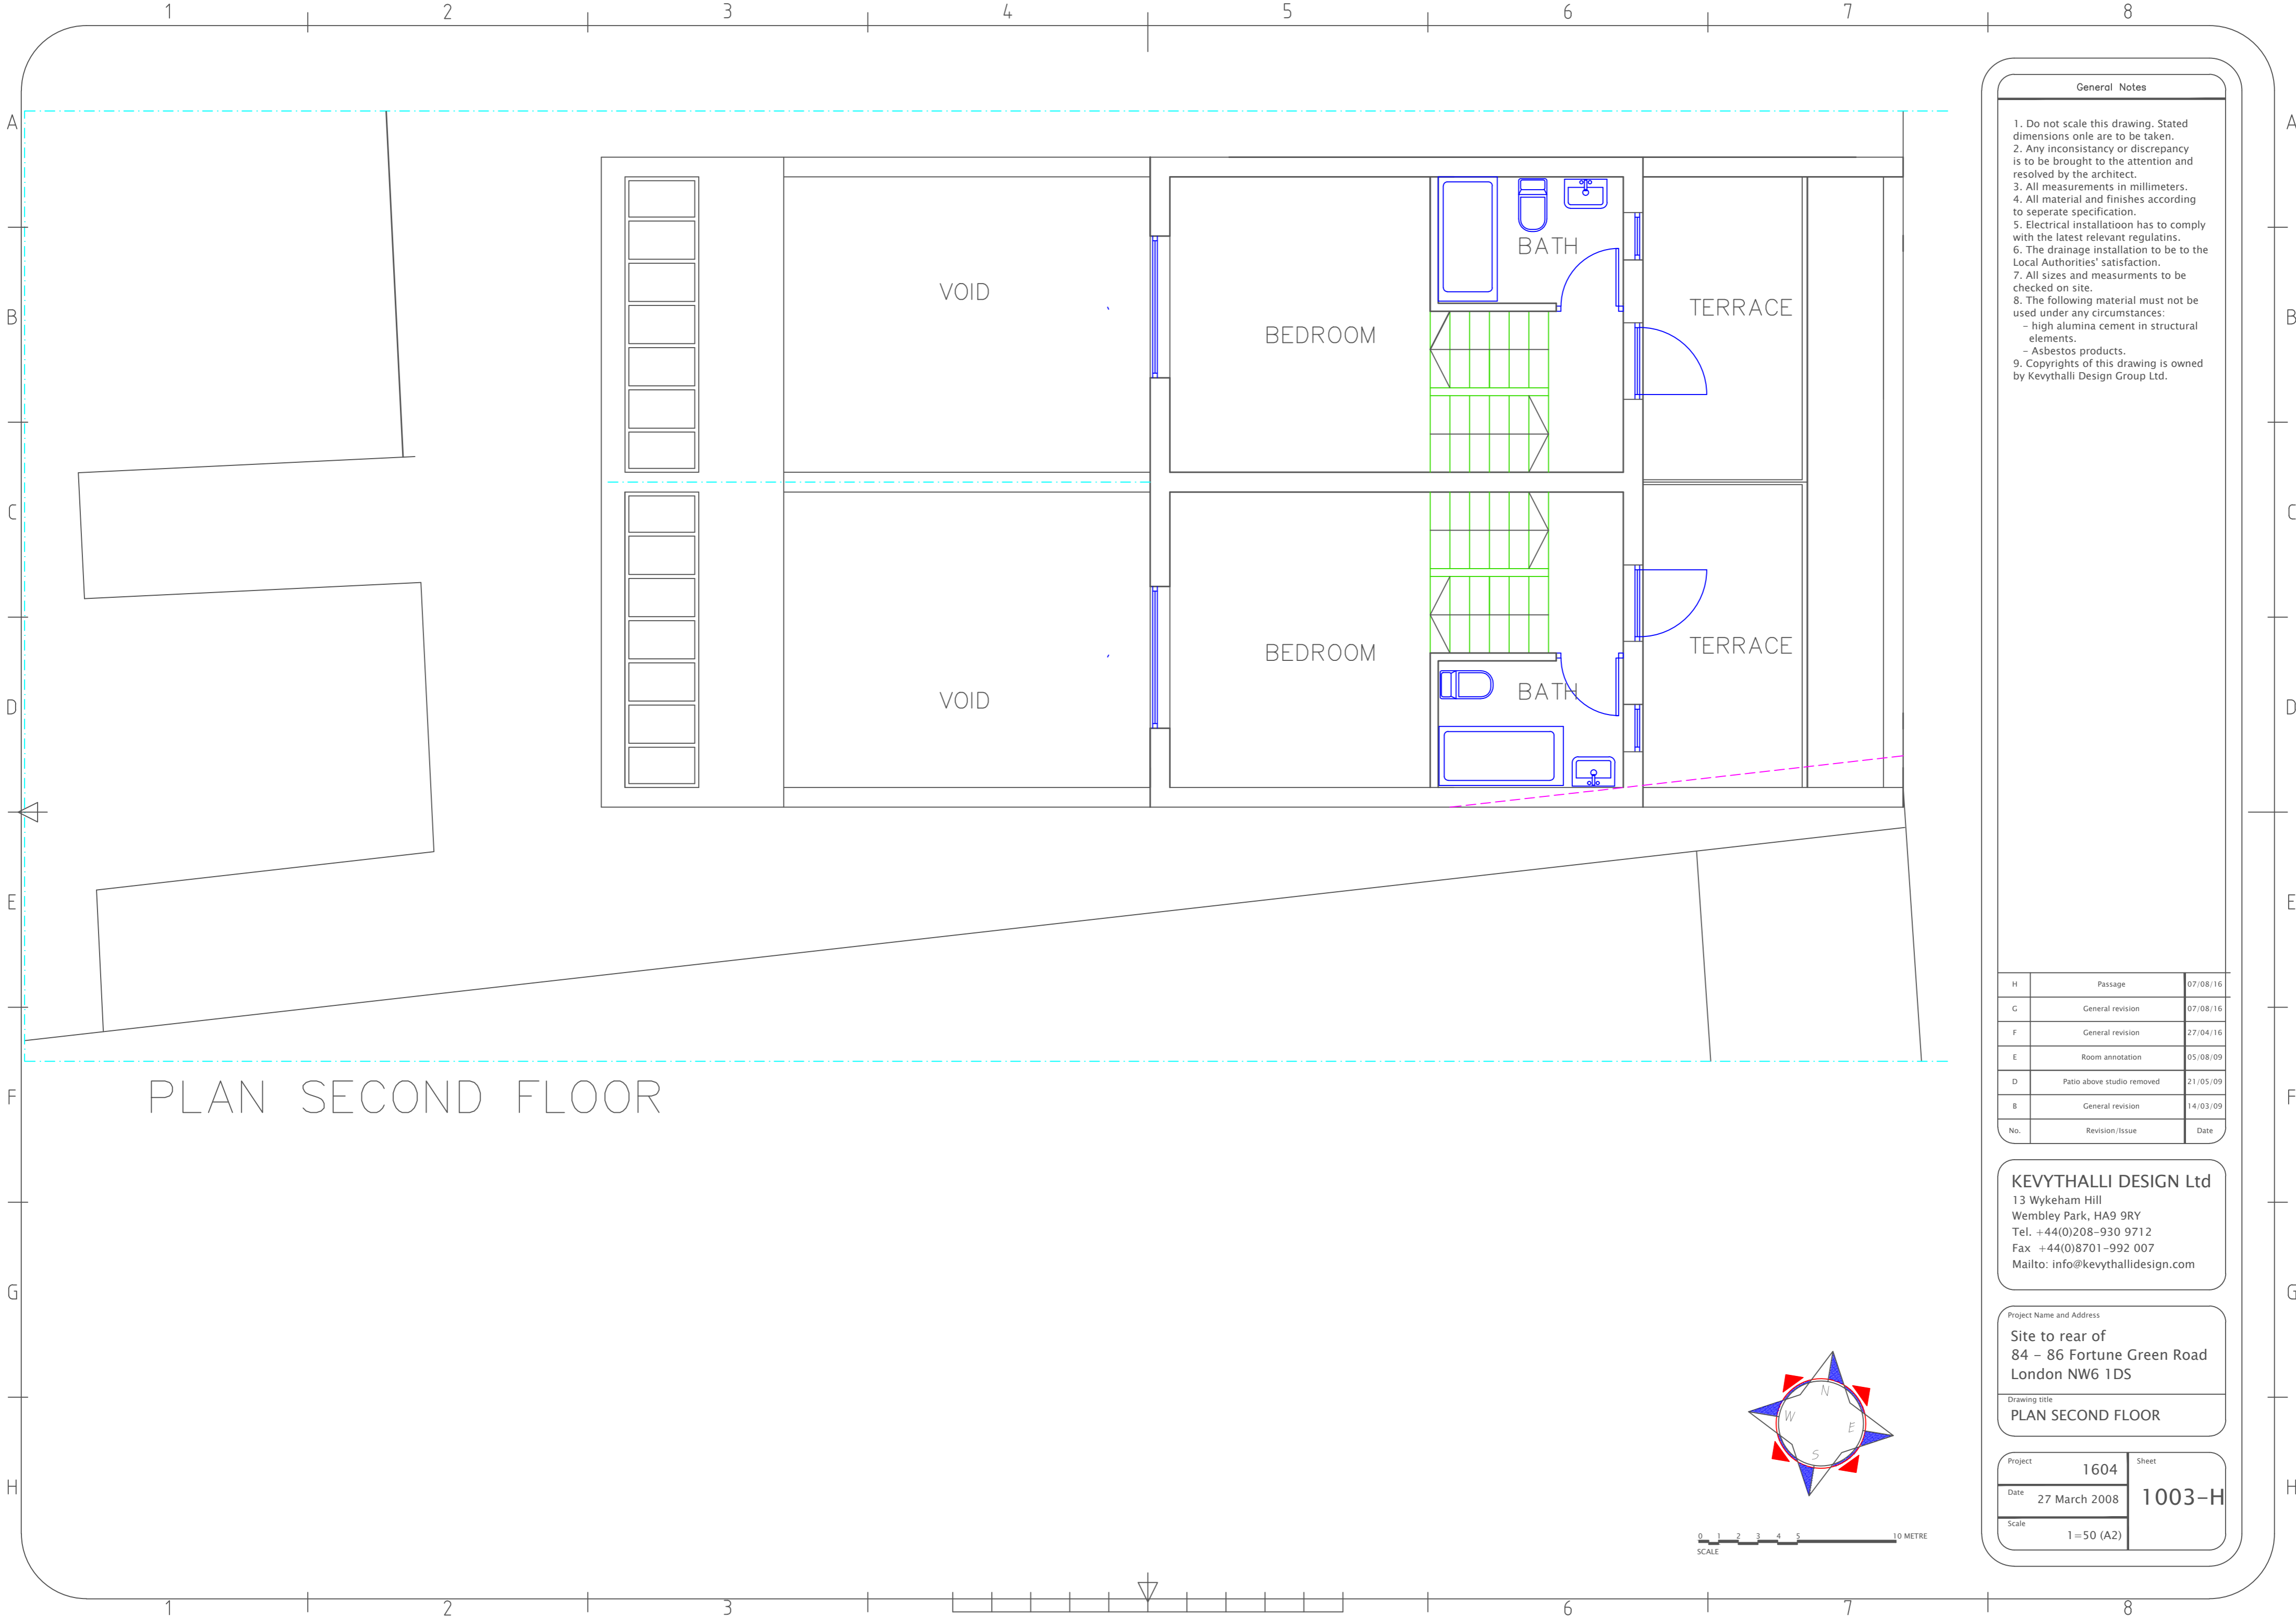 1 2 3 4 5 6 7 8
A A
B B
C C
D D
E E
F F
G G
H H
VOID
BEDROOM
BATH
TERRACE
VOID
BEDROOM
BATH
TERRACE
PLAN SECOND FLOOR
N
W
E
S
0 1 2 3 4 5 10 METRE
SCALE
1 2 3 6 7 8
General Notes
1. Do not scale this drawing. Stated
dimensions onle are to be taken.
2. Any inconsistancy or discrepancy
is to be brought to the attention and
resolved by the architect.
3. All measurements in millimeters.
4. All material and finishes according
to seperate specification.
5. Electrical installatioon has to comply
with the latest relevant regulatins.
6. The drainage installation to be to the
Local Authorities' satisfaction.
7. All sizes and measurments to be
checked on site.
8. The following material must not be
used under any circumstances:
– high alumina cement in structural
elements.
– Asbestos products.
9. Copyrights of this drawing is owned
by Kevythalli Design Group Ltd.
H Passage 07/08/16
G General revision 07/08/16
F General revision 27/04/16
E Room annotation 05/08/09
D Patio above studio removed 21/05/09
B General revision 14/03/09
No. Revision/Issue Date
KEVYTHALLI DESIGN Ltd
13 Wykeham Hill
Wembley Park, HA9 9RY
Tel. +44(0)208–930 9712
Fax +44(0)8701–992 007
Mailto: info@kevythallidesign.com
Project Name and Address
Site to rear of
84 – 86 Fortune Green Road
London NW6 1DS
Drawing title
PLAN SECOND FLOOR
Project 1604
Sheet 1003–H
Date 27 March 2008
Scale 1=50 (A2)